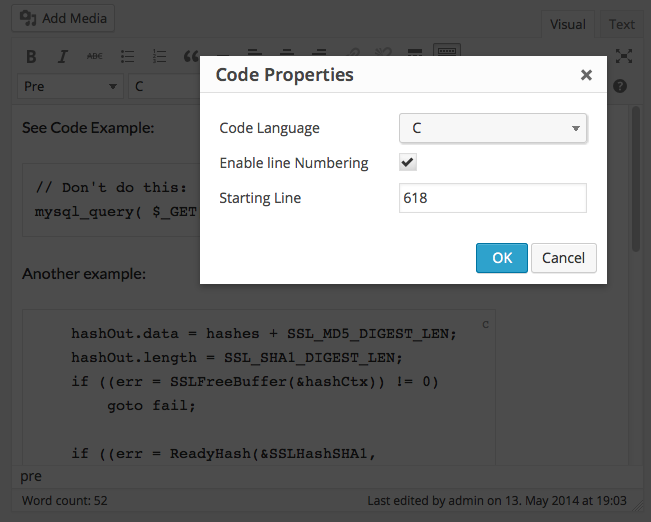 Add Media
Visual
Text
B I ABC
Pre
C
Code Properties
Code Language
C
Enable line Numbering
Starting Line
618
OK
Cancel
See Code Example:
// Don't do this:
mysql_query( $_GET
Another example:
C
hashOut.data = hashes + SSL_MD5_DIGEST_LEN;
hashOut.length = SSL_SHA1_DIGEST_LEN;
if ((err = SSLFreeBuffer(&hashCtx)) != 0)
goto fail;
if ((err = ReadyHash(&SSLHashSHA1,
pre
Word count: 52
Last edited by admin on 13. May 2014 at 19:03